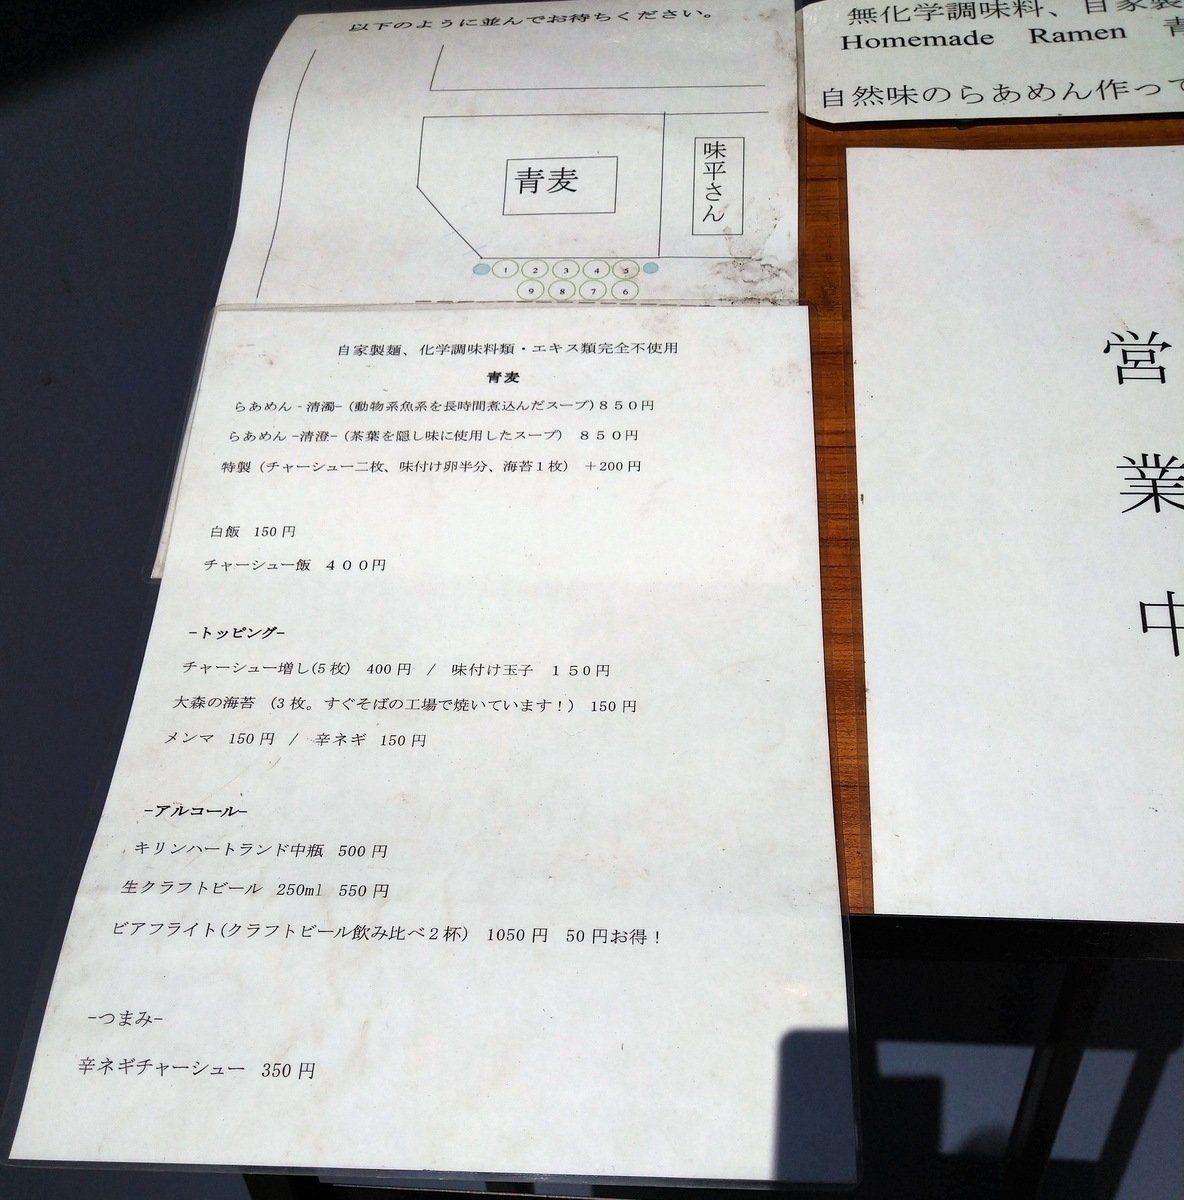 以下のように並んでお待ちください。
青麦
味平さん
1 2 3 4 5
9 8 7 6
無化学調味料、自家製
Homemade Ramen 青
自然味のらあめん作って
営業中
自家製麺、化学調味料類・エキス類完全不使用
青麦
らあめん -清濁- (動物系魚系を長時間煮込んだスープ) 850円
らあめん -清澄- (茶葉を隠し味に使用したスープ) 850円
特製 (チャーシュー二枚、味付け卵半分、海苔1枚) +200円
白飯 150円
チャーシュー飯 400円
-トッピング-
チャーシュー増し(5枚) 400円 / 味付け玉子 150円
大森の海苔 (3枚。すぐそばの工場で焼いています!) 150円
メンマ 150円 / 辛ネギ 150円
-アルコール-
キリンハートランド中瓶 500円
生クラフトビール 250ml 550円
ビアフライト(クラフトビール飲み比べ2杯) 1050円 50円お得!
-つまみ-
辛ネギチャーシュー 350円